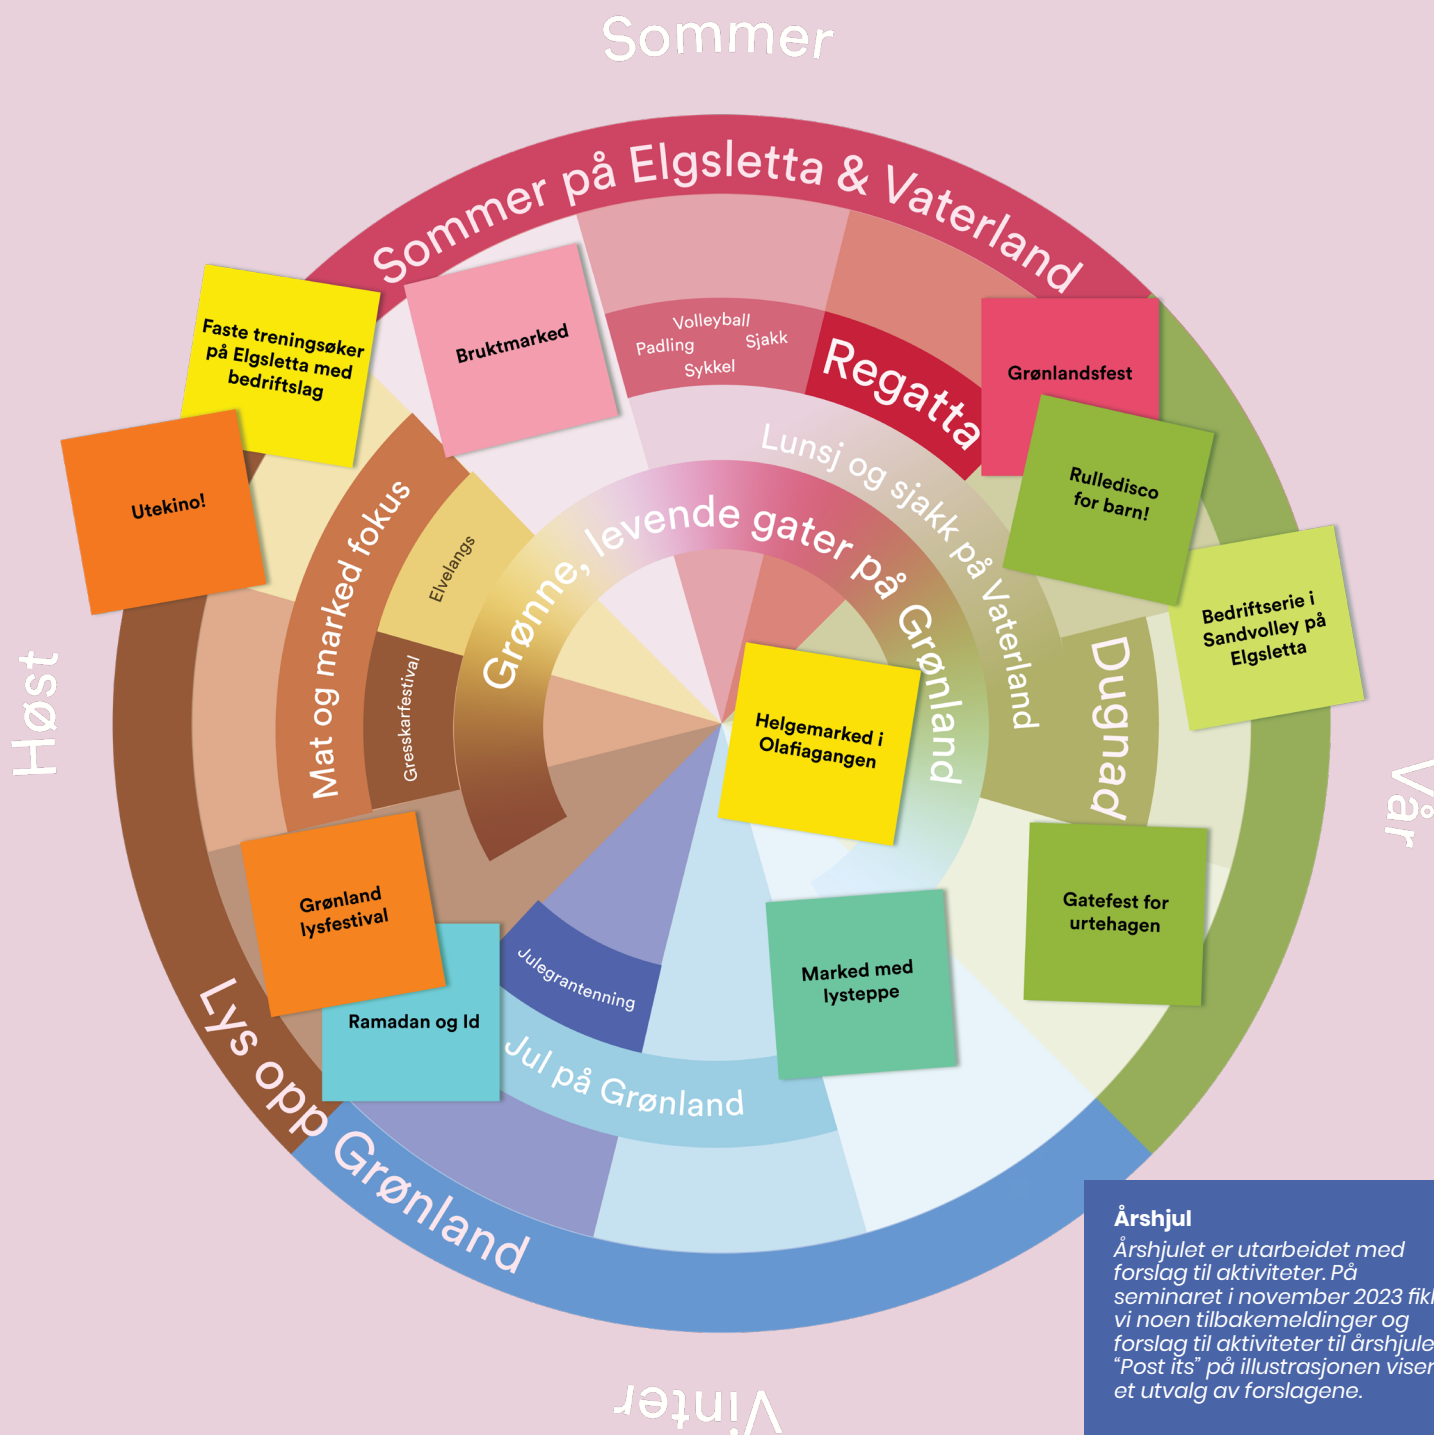 Sommer
Sommer på Elgsletta & Vaterland
Faste treningsøker
på Elgsletta med
bedriftslag
Bruktmarked
Volleyball
Padling
Sjakk
Sykkel
Regatta
Grønlandsfest
Rulledisco
for barn!
Utekino!
Lunsj og sjakk på Vaterland
Mat og marked fokus
Elvelangs
Grønne, levende gater på Grønland
Bedriftserie i
Sandvolley på
Elgsletta
Dugnad
Høst
Vår
Gresskarfestival
Helgemarked i
Olafiagangen
Grønland
lysfestival
Ramadan og Id
Julegrantenning
Marked med
lysteppe
Gatefest for
urtehagen
Jul på Grønland
Lys opp Grønland
Vinter
Årshjul
Årshjulet er utarbeidet med
forslag til aktiviteter. På
seminaret i november 2023
vi noen tilbakemeldinger og
forslag til aktiviteter til
“Post its” på illustrasjonen viser
et utvalg av forslagene.